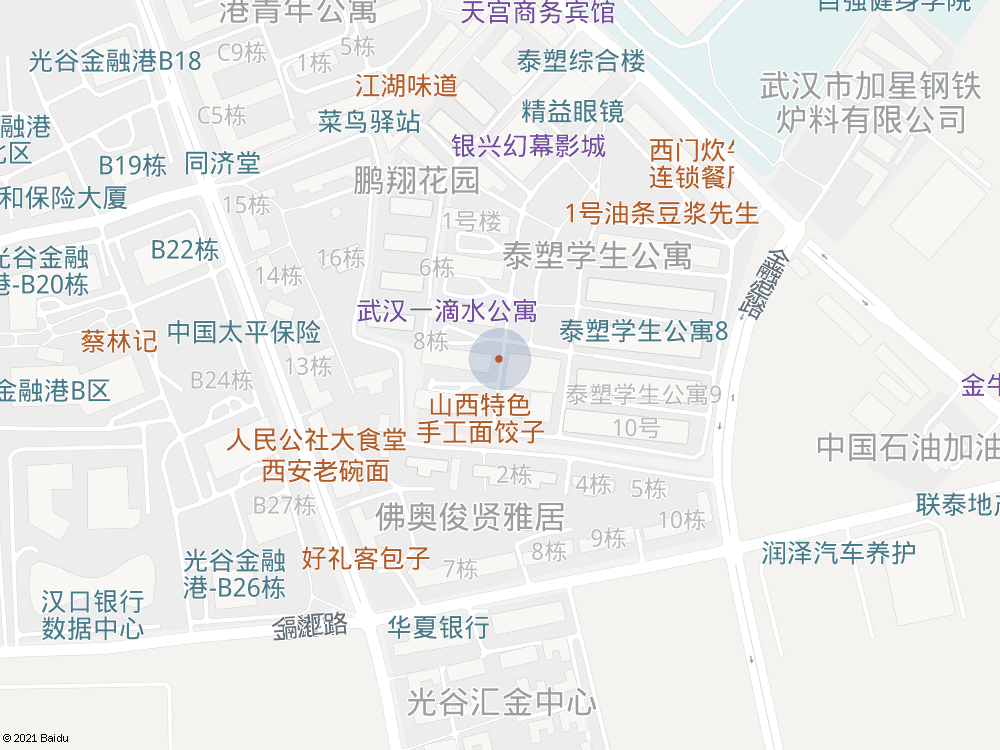 港青年公寓
天宫商务宾馆
自强健身学院
C9栋
5栋
1栋
光谷金融港B18
泰塑综合楼
江湖味道
武汉市加星钢铁
炉料有限公司
C5栋
菜鸟驿站
精益眼镜
融港
北区
银兴幻幕影城
西门炊
连锁餐厅
B19栋
同济堂
鹏翔花园
和保险大厦
15栋
1号楼
1号油条豆浆先生
B22栋
16栋
泰塑学生公寓
光谷金融
港-B20栋
14栋
6栋
武汉一滴水公寓
蔡林记
中国太平保险
8栋
泰塑学生公寓8
13栋
B24栋
金融港B区
泰塑学生公寓9
金牛
山西特色
手工面饺子
10号
人民公社大食堂
西安老碗面
中国石油加油
2栋
4栋
5栋
B27栋
佛奥俊贤雅居
10栋
联泰地产
9栋
8栋
光谷金融
港-B26栋
好礼客包子
7栋
润泽汽车养护
汉口银行
数据中心
华夏银行
光谷汇金中心
© 2021 Baidu